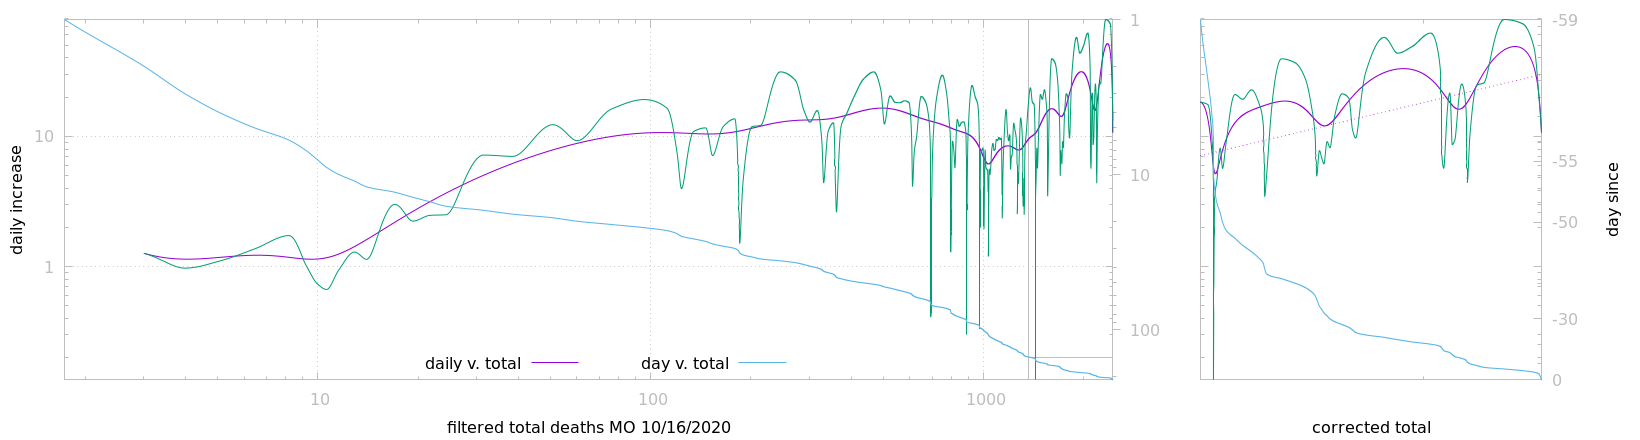 daily increase
10
1
daily v. total
day v. total
10
100
1000
filtered total deaths MO 10/16/2020
1
10
100
-59
-55
-50
-30
0
day since
corrected total